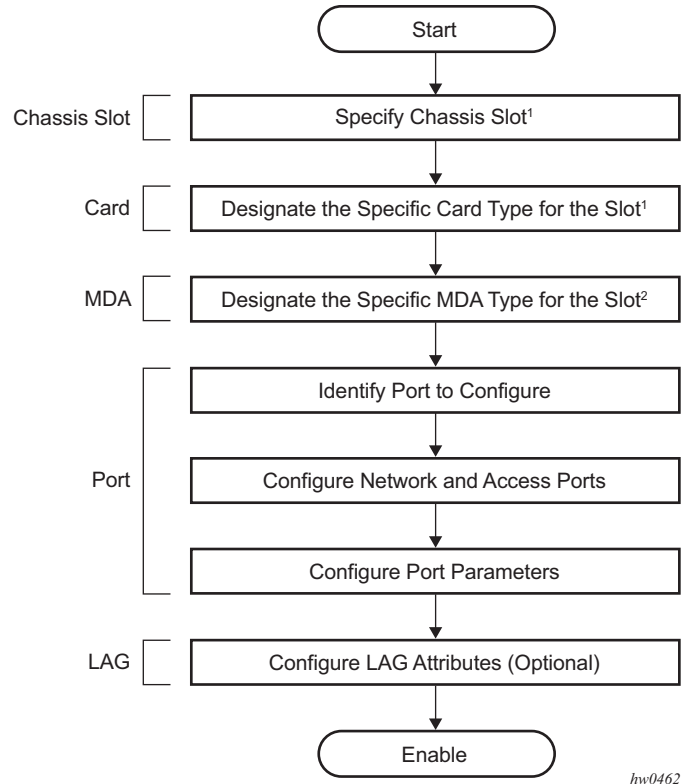 Start
Chassis Slot
Specify Chassis Slot¹
Card
Designate the Specific Card Type for the Slot¹
MDA
Designate the Specific MDA Type for the Slot²
Identify Port to Configure
Port
Configure Network and Access Ports
Configure Port Parameters
LAG
Configure LAG Attributes (Optional)
Enable
hw0462